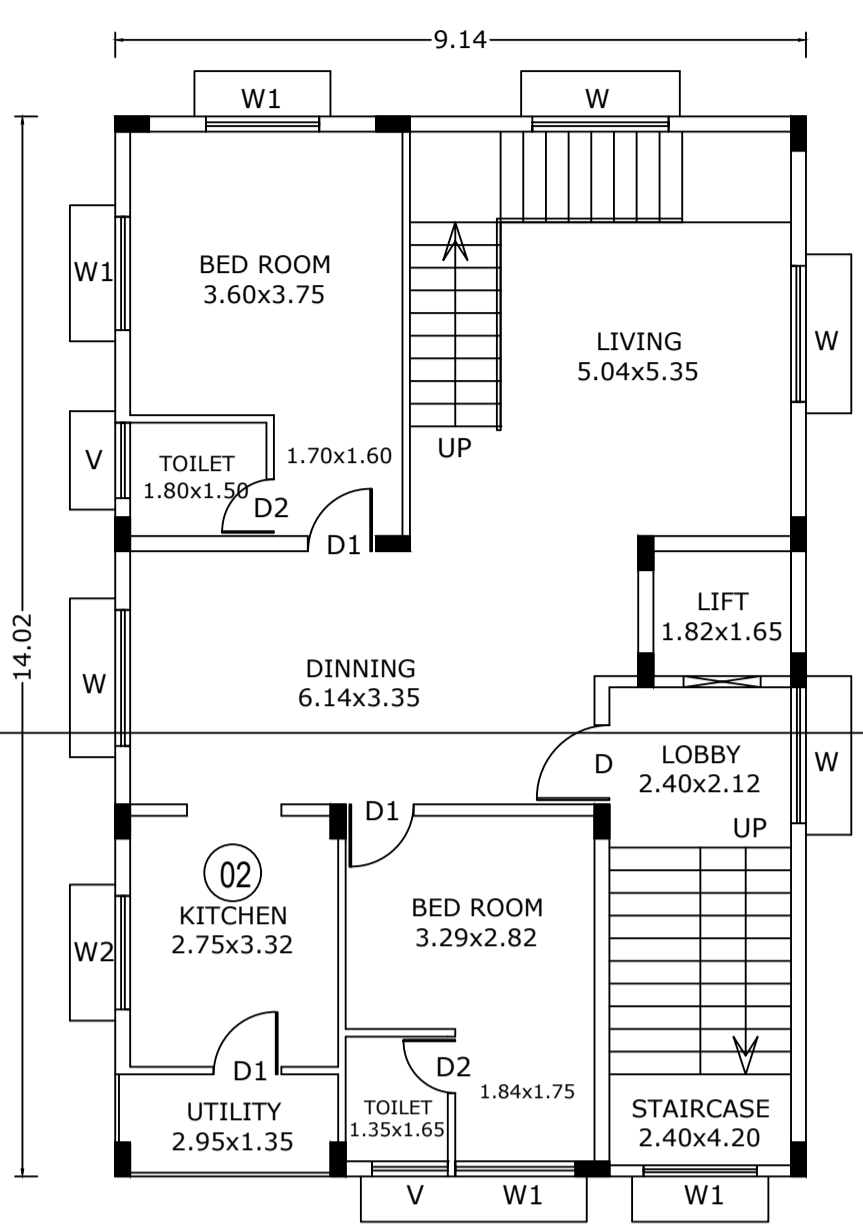 9.14
W1
W
BED ROOM
3.60x3.75
W1
LIVING
5.04x5.35
W
UP
V
TOILET
1.80x1.50
1.70x1.60
D2
D1
LIFT
1.82x1.65
14.02
W
DINNING
6.14x3.35
D
LOBBY
2.40x2.12
W
UP
D1
02
KITCHEN
2.75x3.32
W2
BED ROOM
3.29x2.82
D1
D2
1.84x1.75
UTILITY
2.95x1.35
TOILET
1.35x1.65
STAIRCASE
2.40x4.20
V
W1
W1